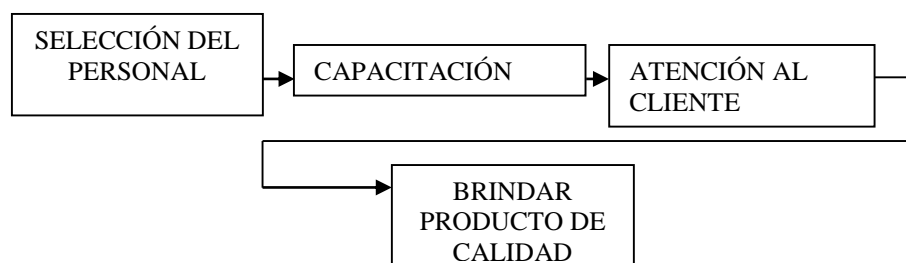 SELECCIÓN DEL
PERSONAL
CAPACITACIÓN
ATENCIÓN AL
CLIENTE
BRINDAR
PRODUCTO DE
CALIDAD